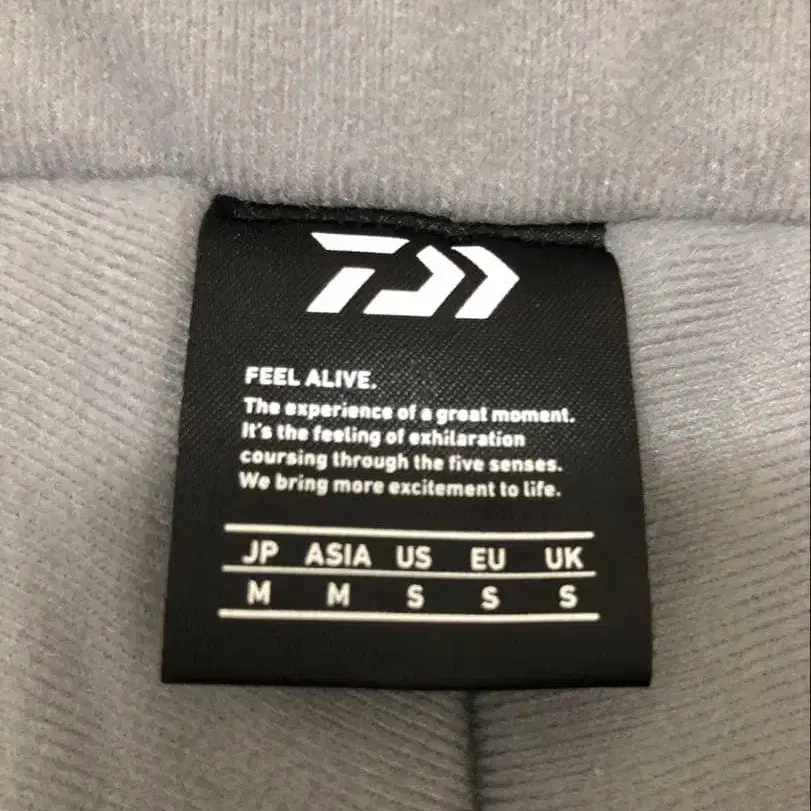 FEEL ALIVE.
The experience of a great moment.
It's the feeling of exhilaration
coursing through the five senses.
We bring more excitement to life.
JP ASIA US EU UK
M M S S S